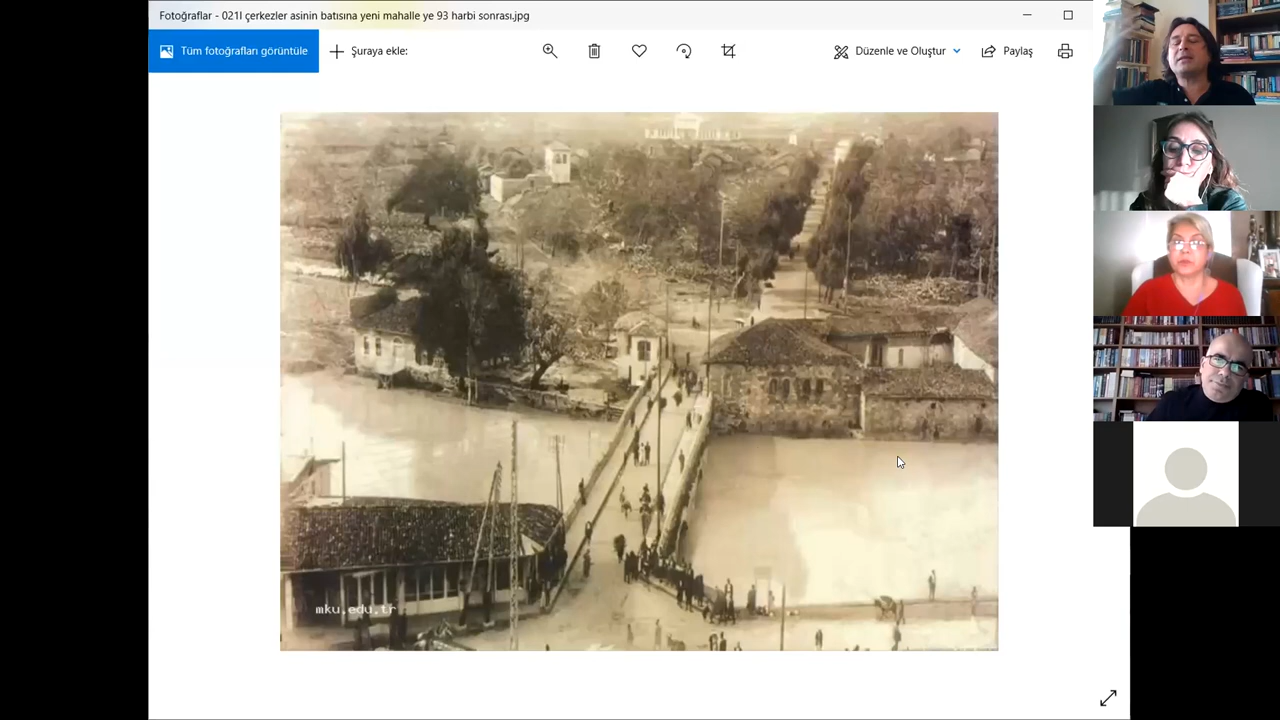 Fotoğraflar - 021l çerkezler asinin batısına yeni mahalle ye 93 harbi sonrası.jpg
Tüm fotoğrafları görüntüle
Şuraya ekle:
Düzenle ve Oluştur
Paylaş
mku.edu.tr